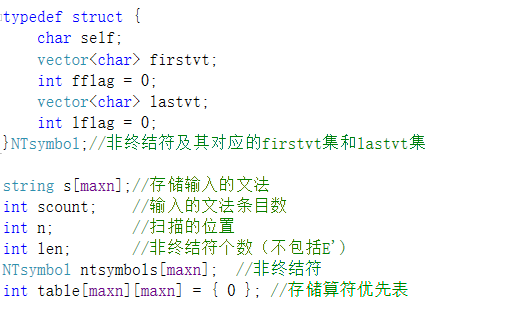 typedef struct {
char self;
vector<char> firstvt;
int fflag = 0;
vector<char> lastvt;
int lflag = 0;
}NTsymbol;//非终结符及其对应的firstvt集和lastvt集
string s[maxn];//存储输入的文法
int scount; //输入的文法条目数
int n; //扫描的位置
int len; //非终结符个数（不包括E'）
NTsymbol ntsymbols[maxn]; //非终结符
int table[maxn][maxn] = { 0 }; //存储算符优先表